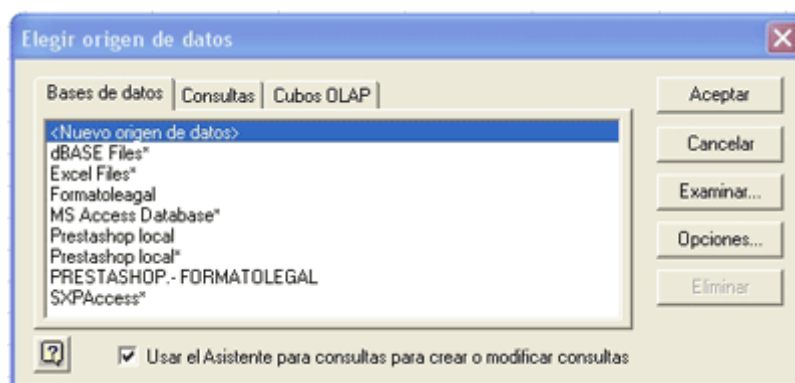 Elegir origen de datos
Bases de datos Consultas Cubos OLAP
<Nuevo origen de datos>
dBASE Files*
Excel Files*
Formatoleagal
MS Access Database*
Prestashop local
Prestashop local*
PRESTASHOP.- FORMATOLEGAL
SXPAccess*
Aceptar
Cancelar
Examinar...
Opciones...
Eliminar
Usar el Asistente para consultas para crear o modificar consultas